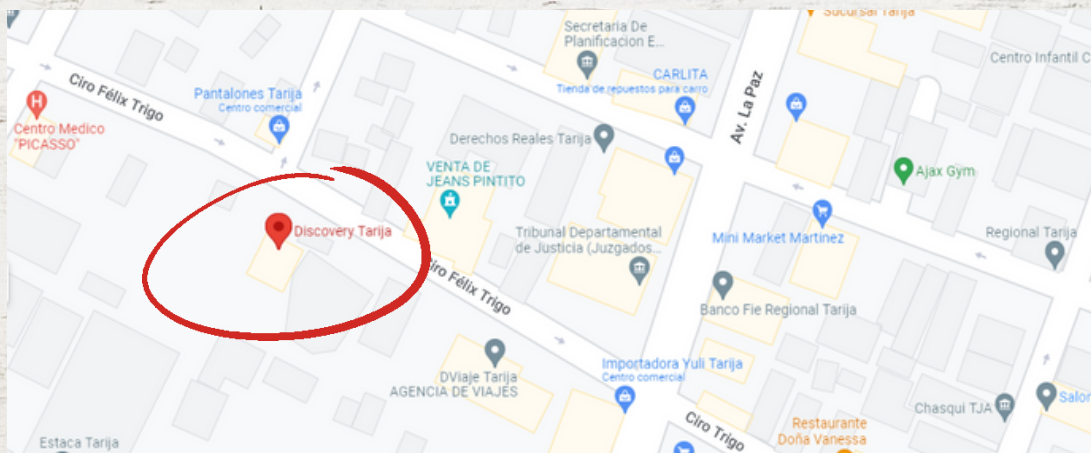 Sucursal Tarija
Secretaria De
Planificacion E...
Centro Infantil C
CARLITA
Tienda de repuestos para carro
Ciro Félix Trigo
Pantalones Tarija
Centro comercial
Av. La Paz
Centro Medico
"PICASSO"
Derechos Reales Tarija
VENTA DE
JEANS PINTITO
Ajax Gym
Discovery Tarija
Tribunal Departamental
de Justicia (Juzgados...
Mini Market Martinez
Regional Tarija
Ciro Félix Trigo
Banco Fie Regional Tarija
Importadora Yuli Tarija
Centro comercial
DViaje Tarija
AGENCIA DE VIAJES
Chasqui TJA
Salon
Ciro Trigo
Restaurante
Doña Vanessa
Estaca Tarija